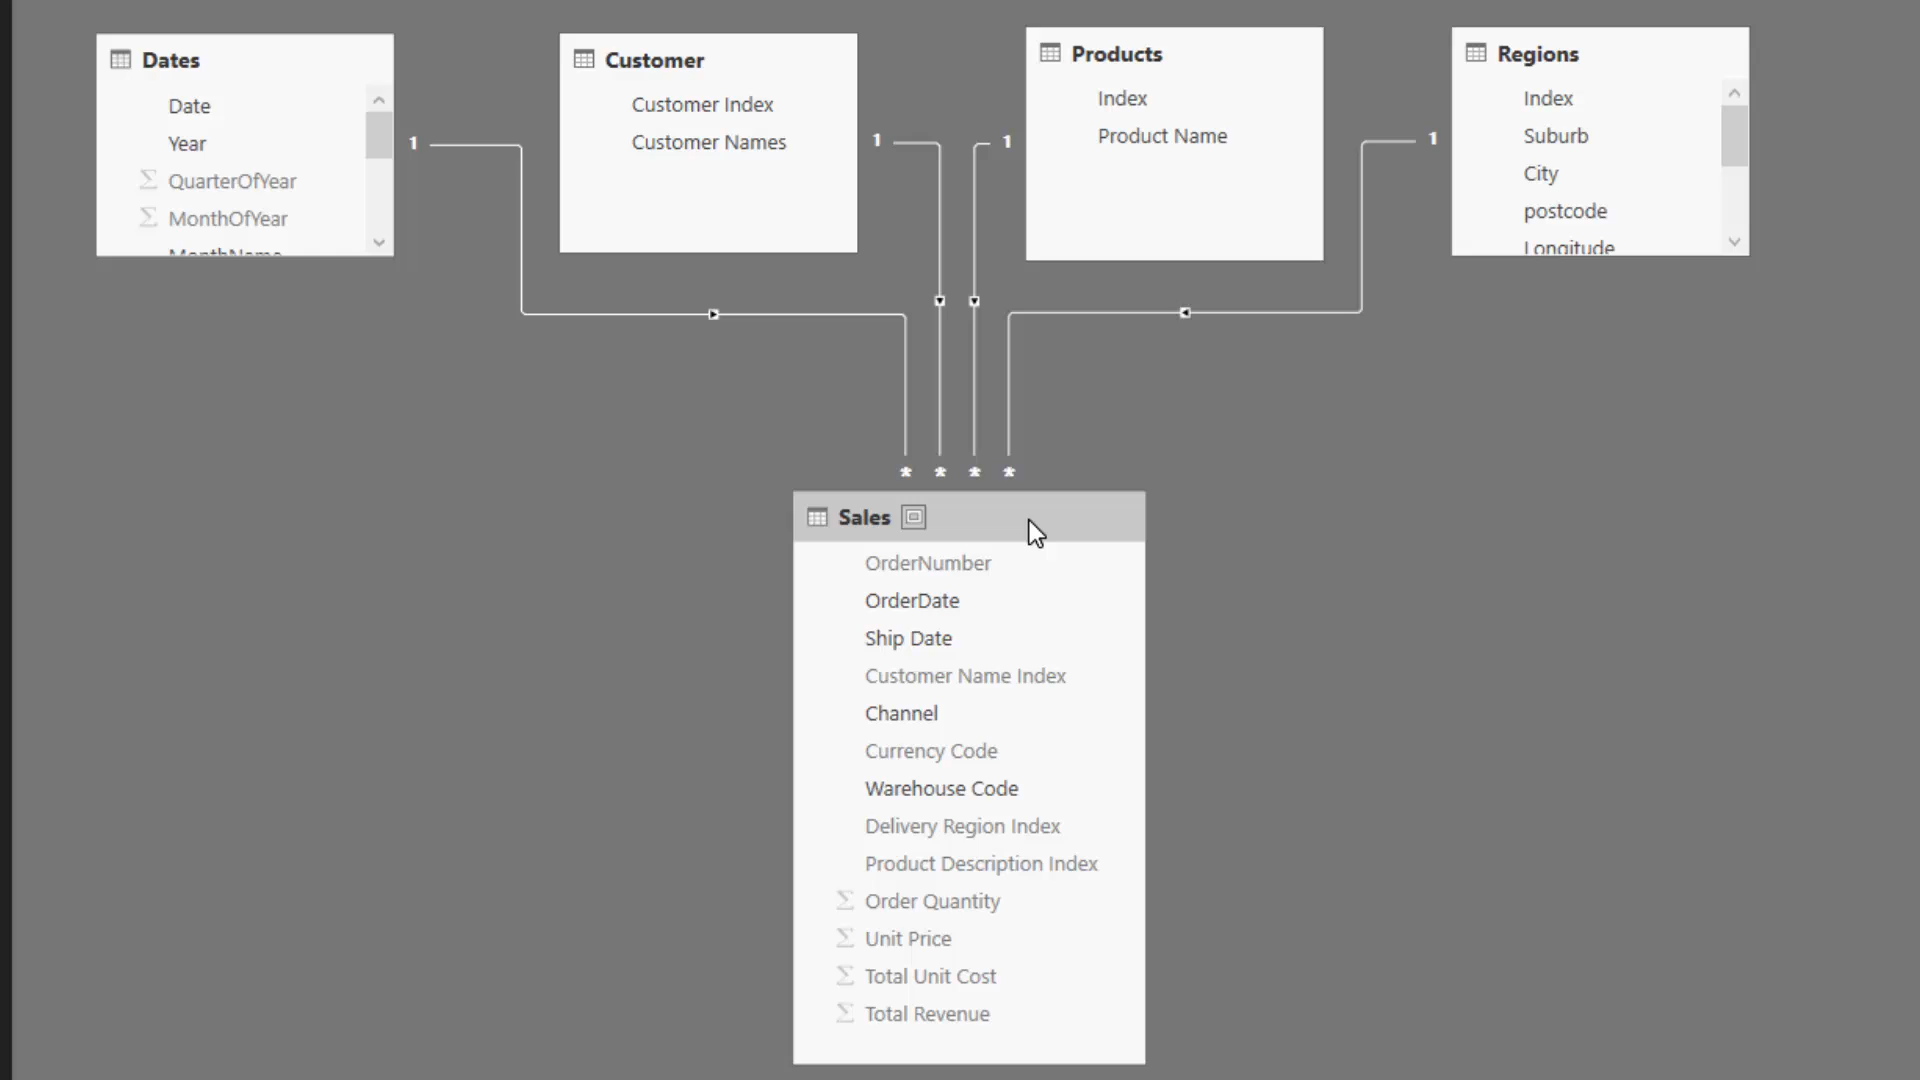 Dates
Date
Year
QuarterOfYear
MonthOfYear
MonthName
1
Customer
Customer Index
Customer Names
1
Products
Index
Product Name
1
Regions
Index
Suburb
City
postcode
Longitude
1
* * * *
Sales
OrderNumber
OrderDate
Ship Date
Customer Name Index
Channel
Currency Code
Warehouse Code
Delivery Region Index
Product Description Index
Σ Order Quantity
Σ Unit Price
Σ Total Unit Cost
Σ Total Revenue